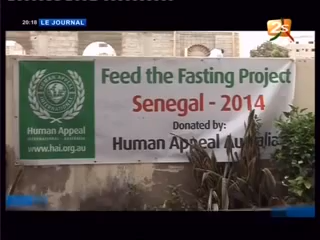 20:18 LE JOURNAL
Feed the Fasting Project
Senegal - 2014
Donated by:
Human Appeal Australia
Human Appeal
www.hai.org.au